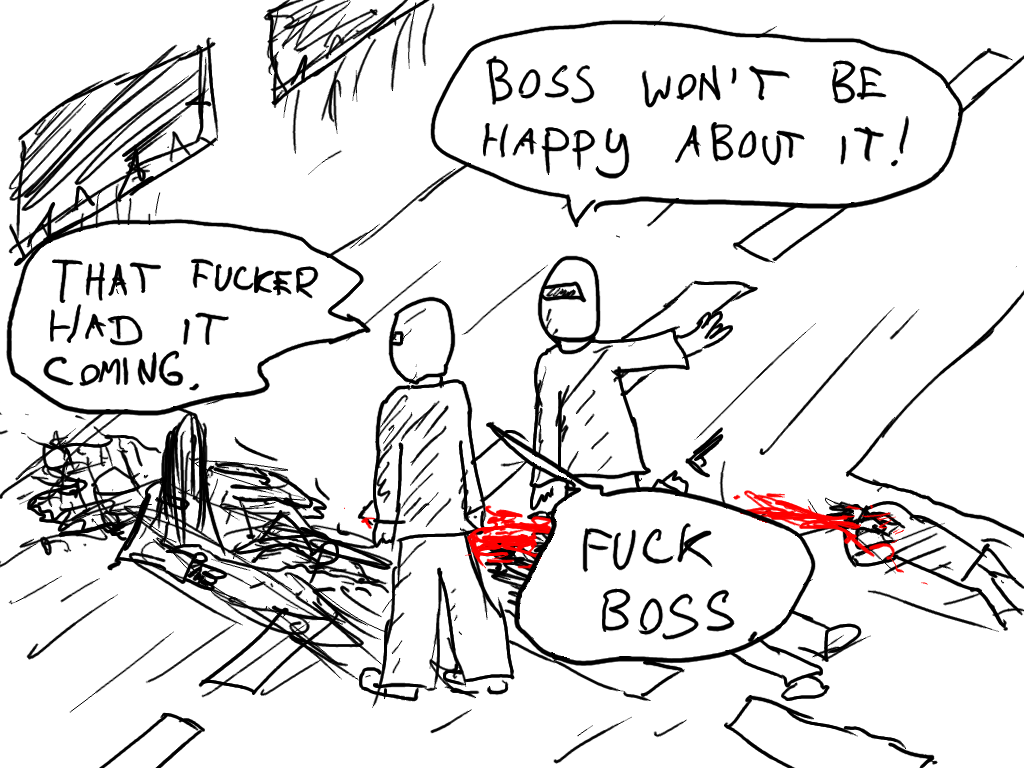 BOSS WON'T BE
HAPPY ABOUT IT!
THAT FUCKER
HAD IT
COMING.
FUCK
BOSS